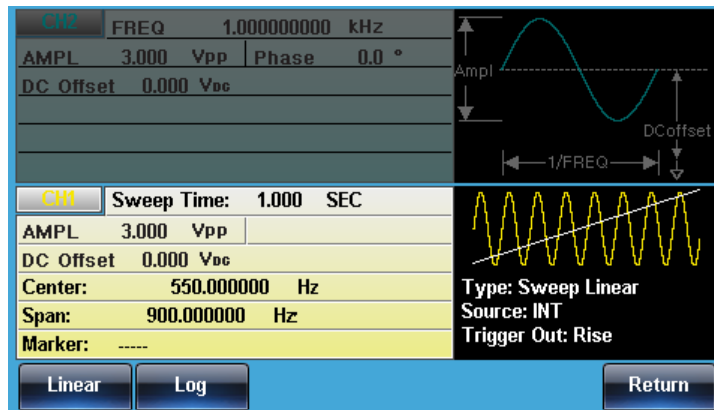 CH2 FREQ 1.000000000 kHz
AMPL 3.000 Vpp Phase 0.0 °
DC Offset 0.000 VDC
Ampl
DCoffset
1/FREQ
CH1 Sweep Time: 1.000 SEC
AMPL 3.000 Vpp
DC Offset 0.000 VDC
Center: 550.000000 Hz
Span: 900.000000 Hz
Marker: -----
Type: Sweep Linear
Source: INT
Trigger Out: Rise
Linear Log Return